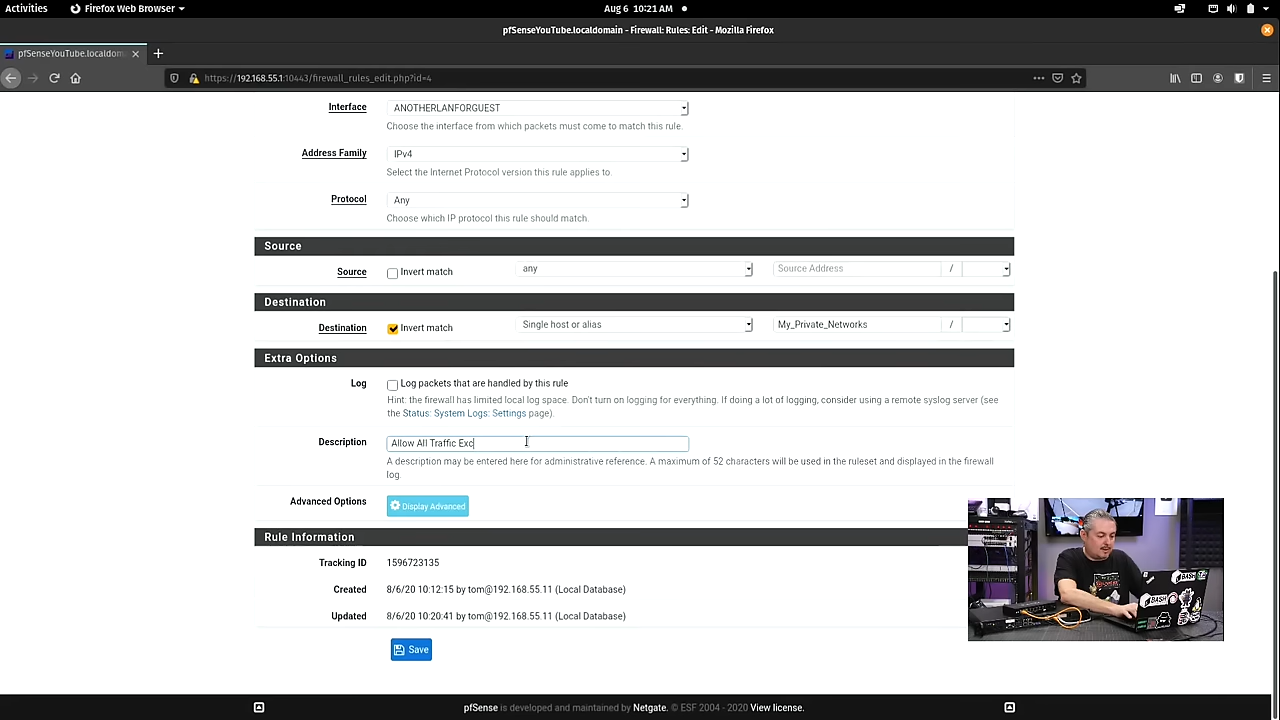 Activities
Firefox Web Browser
Aug 6 10:21 AM
pfSenseYouTube.localdomain - Firewall: Rules: Edit - Mozilla Firefox
pfSenseYouTube.localdom
https://192.168.55.1:10443/firewall_rules_edit.php?id=4
Interface
ANOTHERLANFORGUEST
Choose the interface from which packets must come to match this rule.
Address Family
IPv4
Select the Internet Protocol version this rule applies to.
Protocol
Any
Choose which IP protocol this rule should match.
Source
Source
Invert match
any
Source Address
/
Destination
Destination
Invert match
Single host or alias
My_Private_Networks
/
Extra Options
Log
Log packets that are handled by this rule
Hint: the firewall has limited local log space. Don't turn on logging for everything. If doing a lot of logging, consider using a remote syslog server (see
the Status: System Logs: Settings page).
Description
Allow All Traffic Exc
A description may be entered here for administrative reference. A maximum of 52 characters will be used in the ruleset and displayed in the firewall
log.
Advanced Options
Display Advanced
Rule Information
Tracking ID
1596723135
Created
8/6/20 10:12:15 by tom@192.168.55.11 (Local Database)
Updated
8/6/20 10:20:41 by tom@192.168.55.11 (Local Database)
Save
$BASH
$BASH
pfSense is developed and maintained by Netgate. © ESF 2004 - 2020 View license.